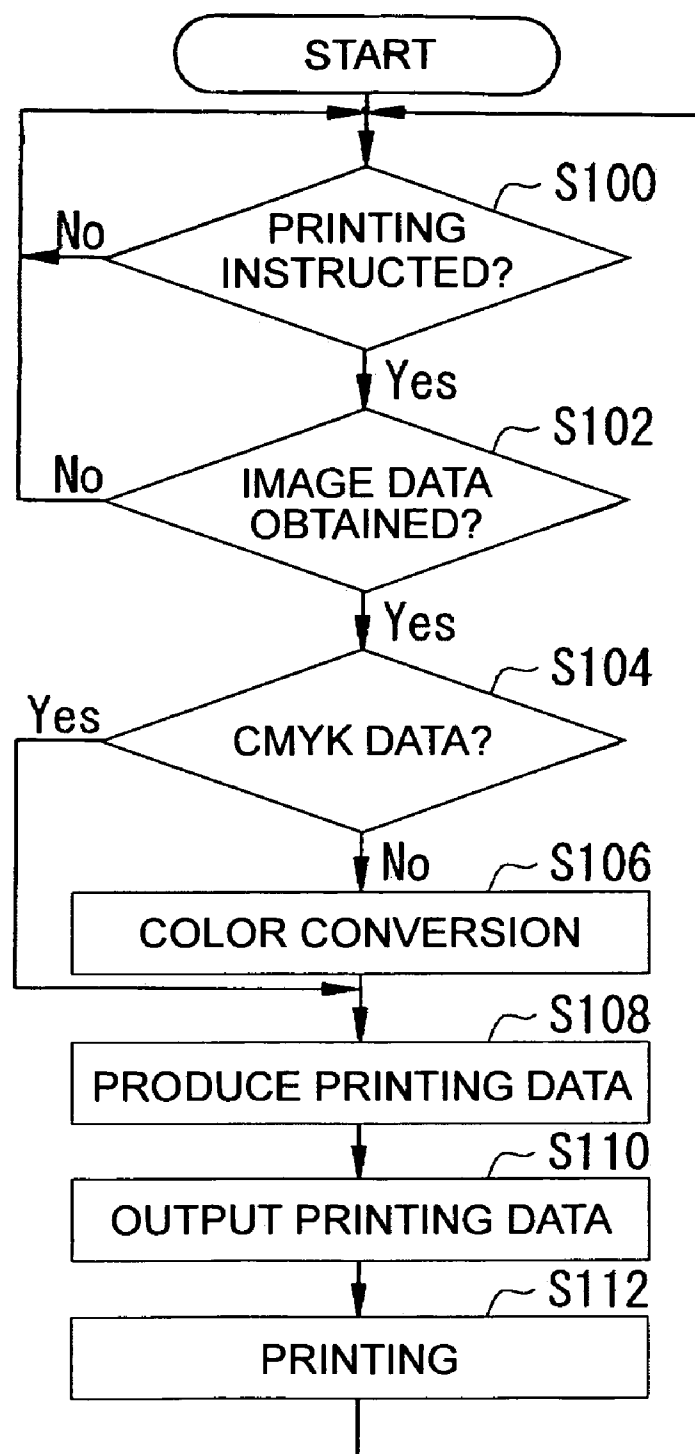 START
S100
No
PRINTING
INSTRUCTED?
Yes
S102
No
IMAGE DATA
OBTAINED?
Yes
S104
Yes
CMYK DATA?
No
S106
COLOR CONVERSION
S108
PRODUCE PRINTING DATA
S110
OUTPUT PRINTING DATA
S112
PRINTING